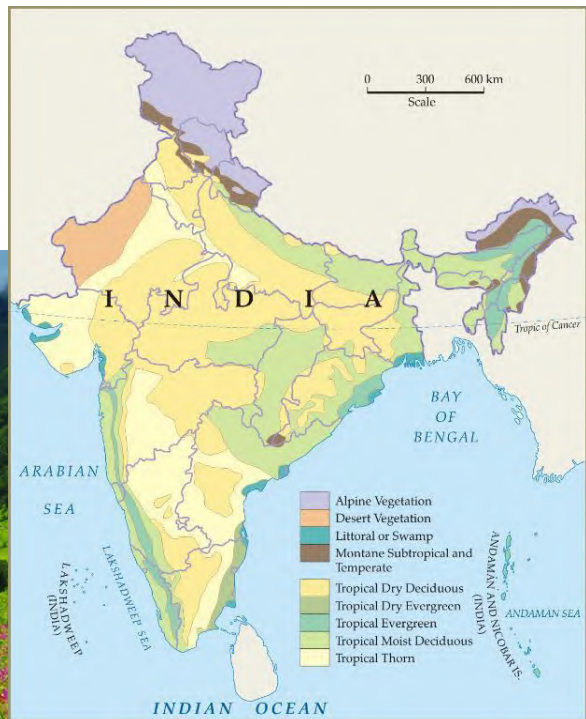 0 300 600 km
Scale
I N D I A
Tropic of Cancer
BAY
OF
BENGAL
ARABIAN
SEA
Alpine Vegetation
Desert Vegetation
Littoral or Swamp
Montane Subtropical and
Temperate
Tropical Dry Deciduous
Tropical Dry Evergreen
Tropical Evergreen
Tropical Moist Deciduous
Tropical Thorn
LAKSHADWEEP
(INDIA)
LAKSHADWEEP SEA
ANDAMAN AND NICOBAR IS.
(INDIA)
ANDAMAN SEA
INDIAN OCEAN